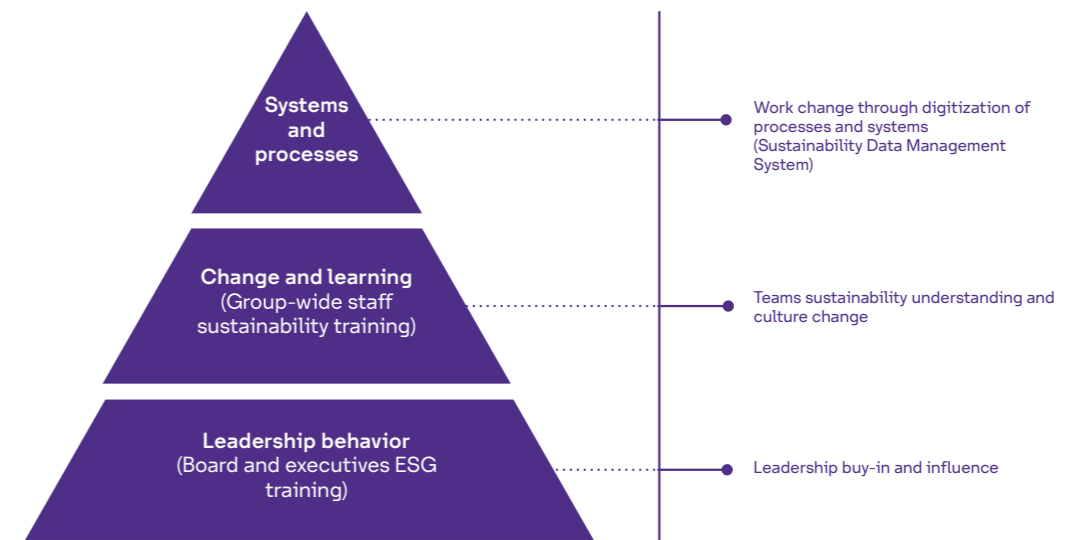 Systems
and
processes
Work change through digitization of
processes and systems
(Sustainability Data Management
System)
Change and learning
(Group-wide staff
sustainability training)
Teams sustainability understanding and
culture change
Leadership behavior
(Board and executives ESG
training)
Leadership buy-in and influence